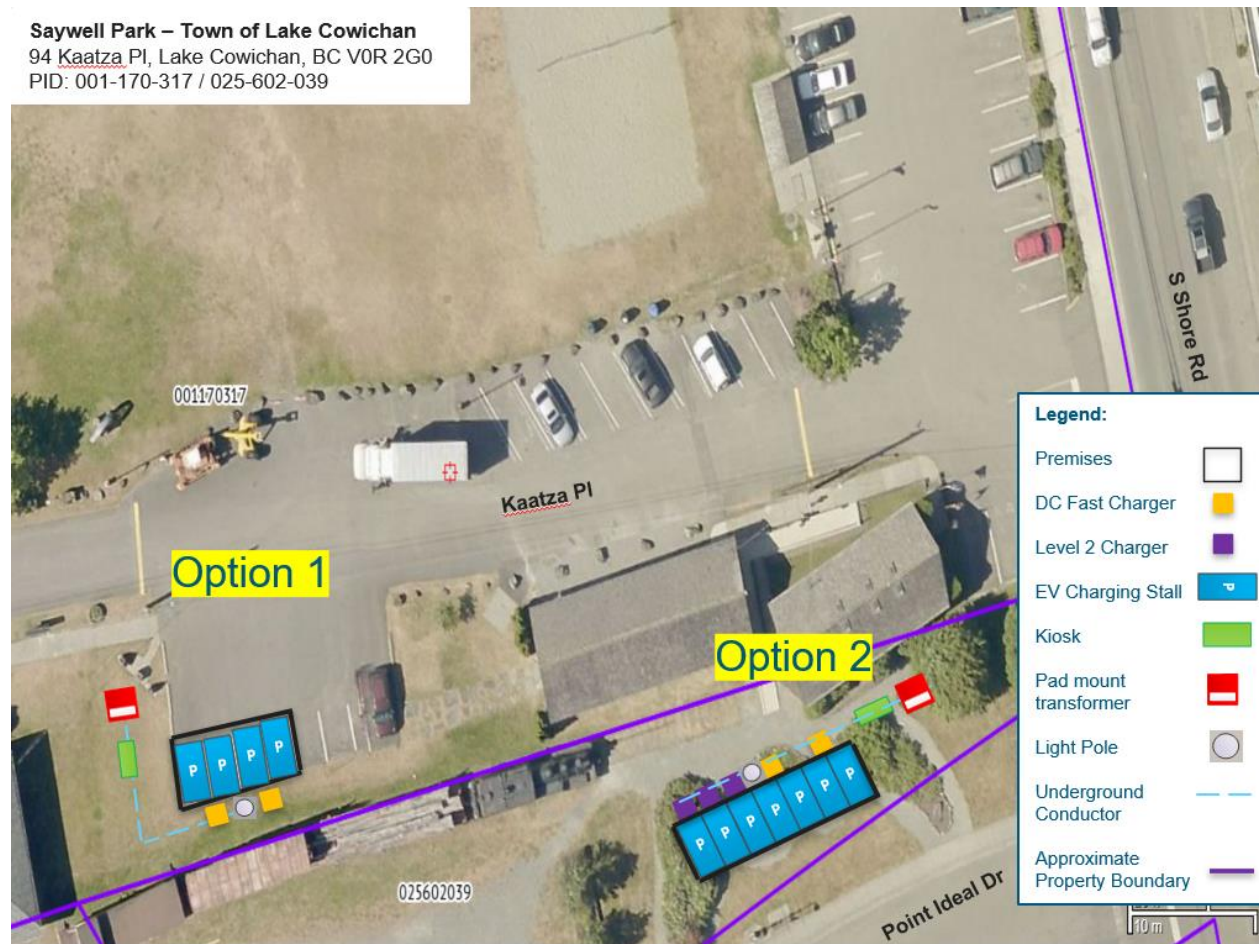 Saywell Park – Town of Lake Cowichan
94 Kaatza Pl, Lake Cowichan, BC V0R 2G0
PID: 001-170-317 / 025-602-039
S Shore Rd
001170317
Kaatza Pl
Option 1
Option 2
P P P P
P P P P P P P
025602039
Point Ideal Dr
Legend:
Premises
DC Fast Charger
Level 2 Charger
EV Charging Stall
P
Kiosk
Pad mount
transformer
Light Pole
Underground
Conductor
Approximate
Property Boundary
10 m